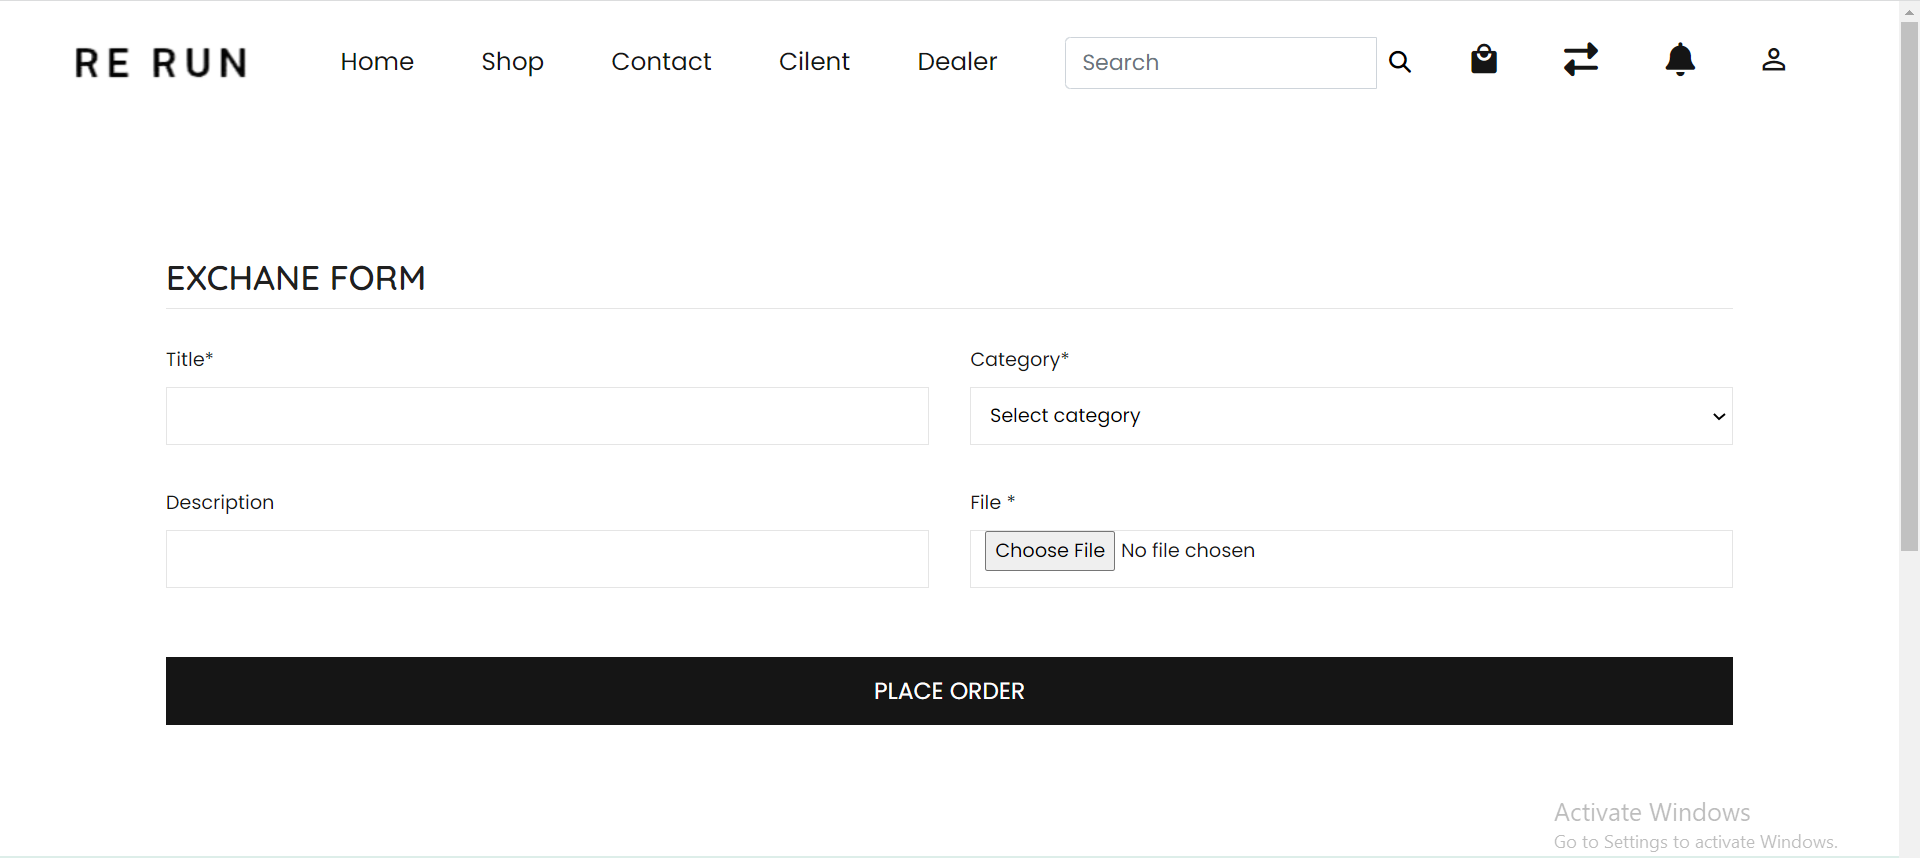 RE RUN Home Shop Contact Cilent Dealer Search
EXCHANE FORM
Title* Category*
Select category
Description File *
Choose File No file chosen
PLACE ORDER
Activate Windows
Go to Settings to activate Windows.